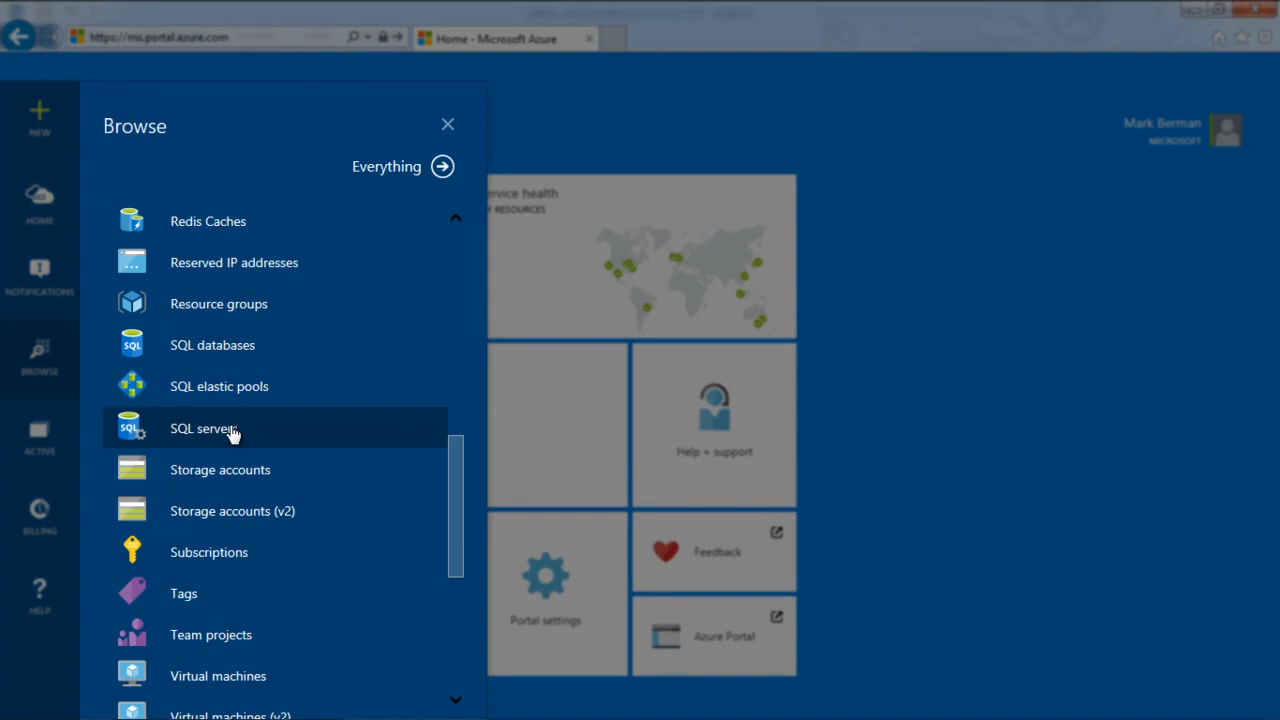 https://ms.portal.azure.com
Home - Microsoft Azure
NEW
HOME
NOTIFICATIONS
BROWSE
ACTIVE
BILLING
HELP
Browse
Everything
Redis Caches
Reserved IP addresses
Resource groups
SQL databases
SQL elastic pools
SQL servers
Storage accounts
Storage accounts (v2)
Subscriptions
Tags
Team projects
Virtual machines
Virtual machines (v2)
Mark Berman
MICROSOFT
ervice health
Y RESOURCES
Help + support
Portal settings
Feedback
Azure Portal
SQL
SQL